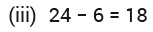 (iii) 24 - 6 = 18